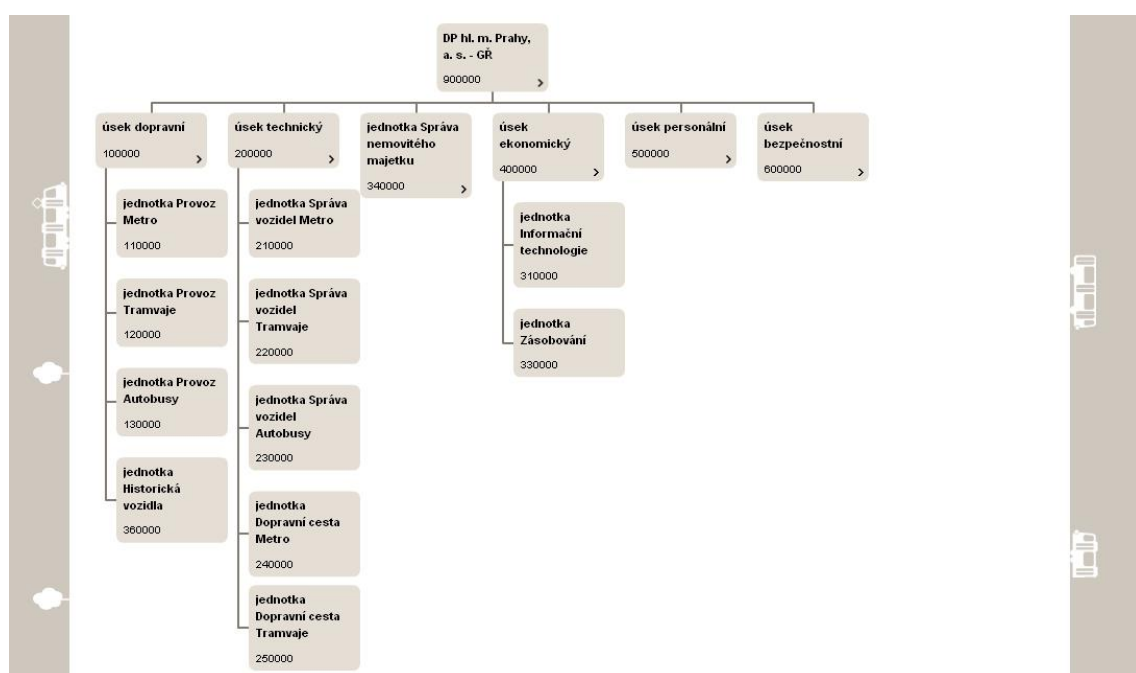 DP hl. m. Prahy,
a. s. - GŘ
900000
úsek dopravní
100000
úsek technický
200000
jednotka Správa
nemovitého
majetku
340000
úsek
ekonomický
400000
úsek personální
500000
úsek
bezpečnostní
600000
jednotka Provoz
Metro
110000
jednotka Provoz
Tramvaje
120000
jednotka Provoz
Autobusy
130000
jednotka
Historická
vozidla
360000
jednotka Správa
vozidel Metro
210000
jednotka Správa
vozidel
Tramvaje
220000
jednotka Správa
vozidel
Autobusy
230000
jednotka
Dopravní cesta
Metro
240000
jednotka
Dopravní cesta
Tramvaje
250000
jednotka
Informační
technologie
310000
jednotka
Zásobování
330000